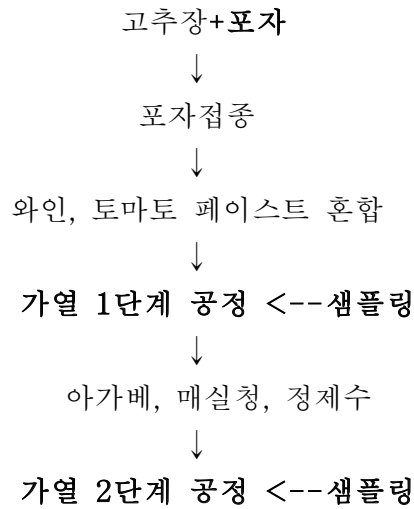 고추장+포자
↓
포자접종
↓
와인, 토마토 페이스트 혼합
↓
가열 1단계 공정 <--샘플링
↓
아가베, 매실청, 정제수
↓
가열 2단계 공정 <--샘플링